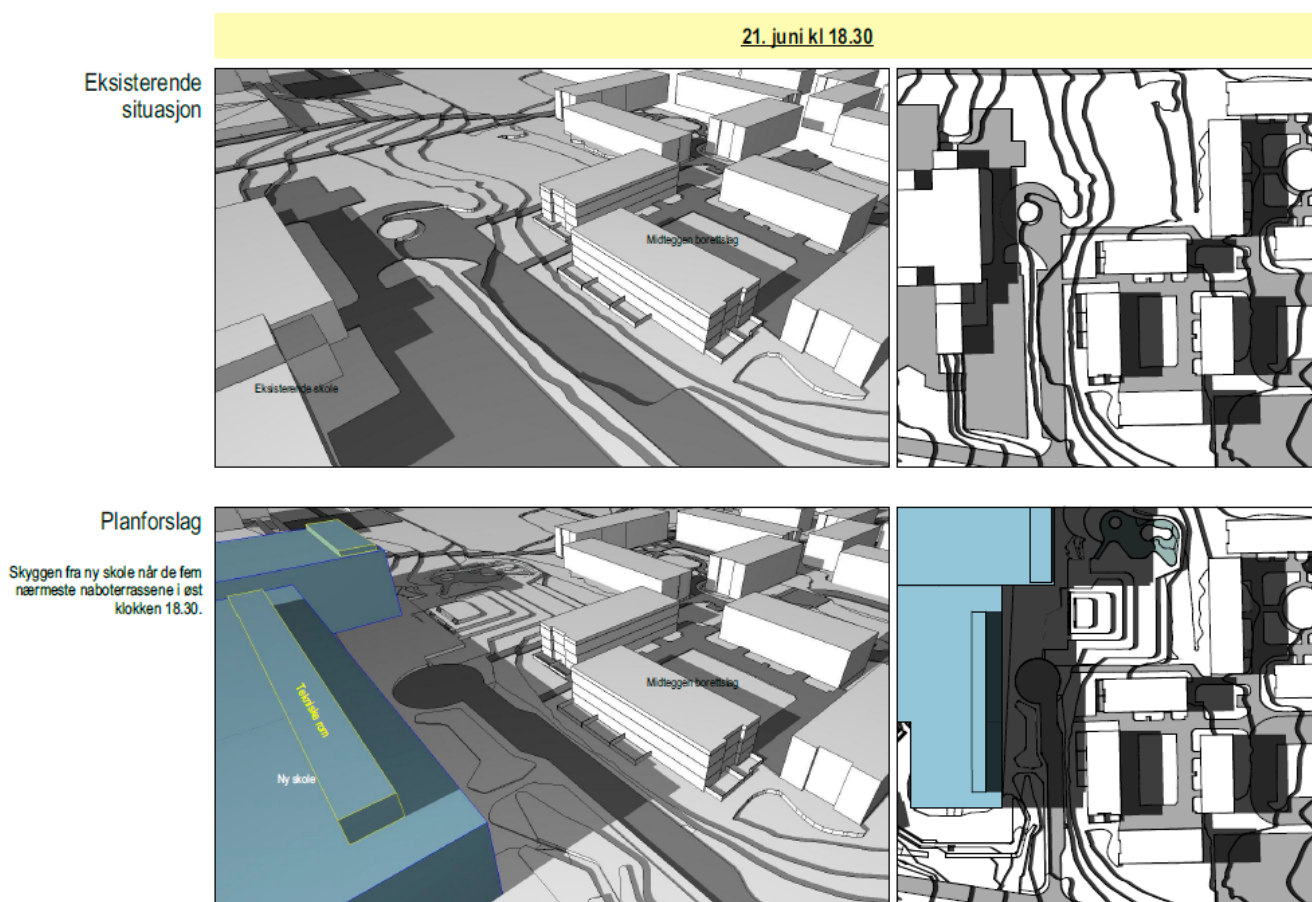 21. juni kl 18.30
Eksisterende
situasjon
Midteggen borettslag
Eksisterende skole
Planforslag
Skyggen fra ny skole når de fem
nærmeste naboterrassene i øst
klokken 18.30.
Midteggen borettslag
Tekniske rom
Ny skole